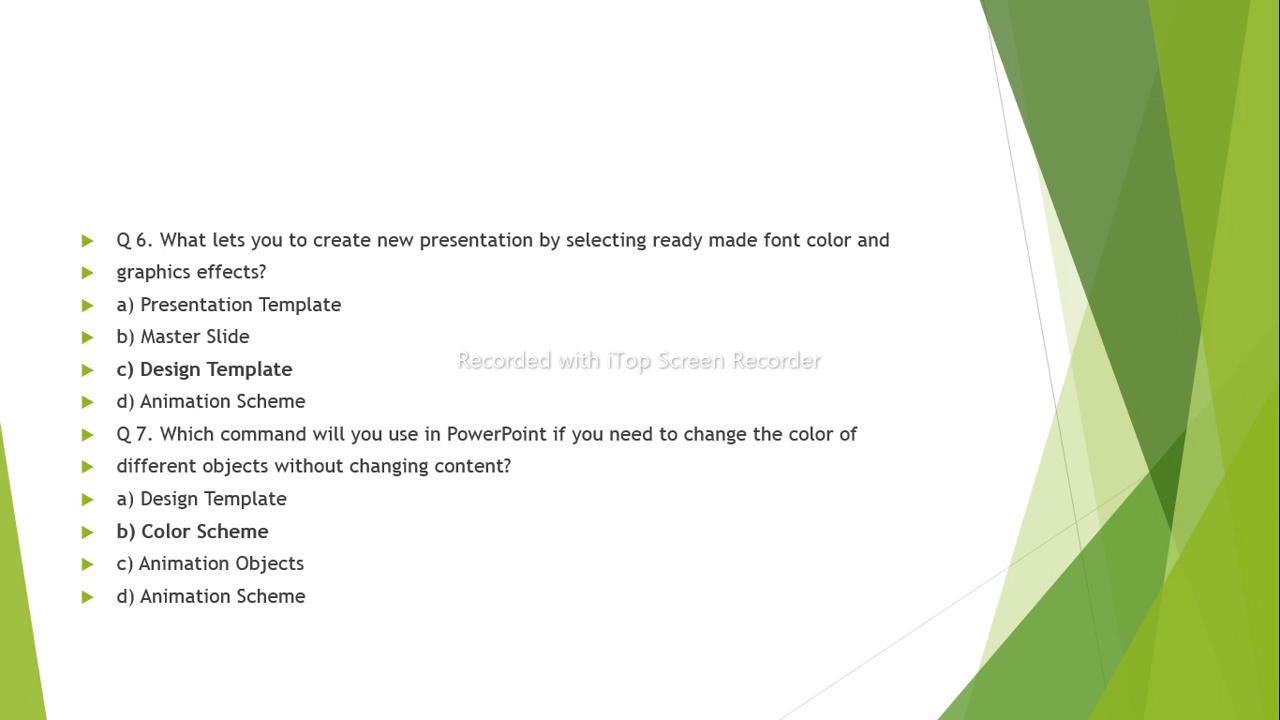 Q 6. What lets you to create new presentation by selecting ready made font color and
graphics effects?
a) Presentation Template
b) Master Slide
c) Design Template
Recorded with iTop Screen Recorder
d) Animation Scheme
Q 7. Which command will you use in PowerPoint if you need to change the color of
different objects without changing content?
a) Design Template
b) Color Scheme
c) Animation Objects
d) Animation Scheme